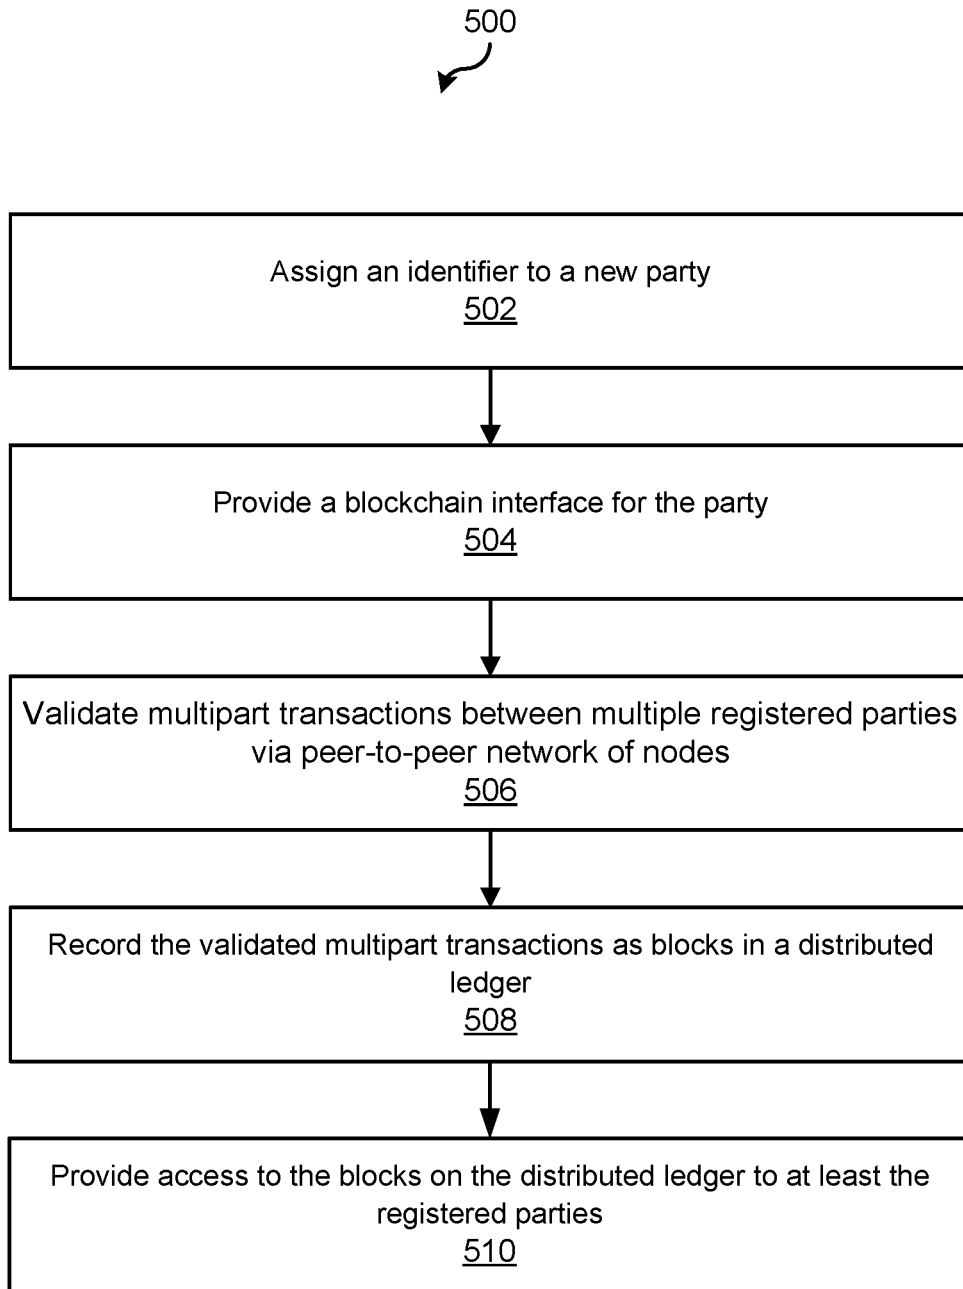 500
Assign an identifier to a new party
502
Provide a blockchain interface for the party
504
Validate multipart transactions between multiple registered parties
via peer-to-peer network of nodes
506
Record the validated multipart transactions as blocks in a distributed
ledger
508
Provide access to the blocks on the distributed ledger to at least the
registered parties
510